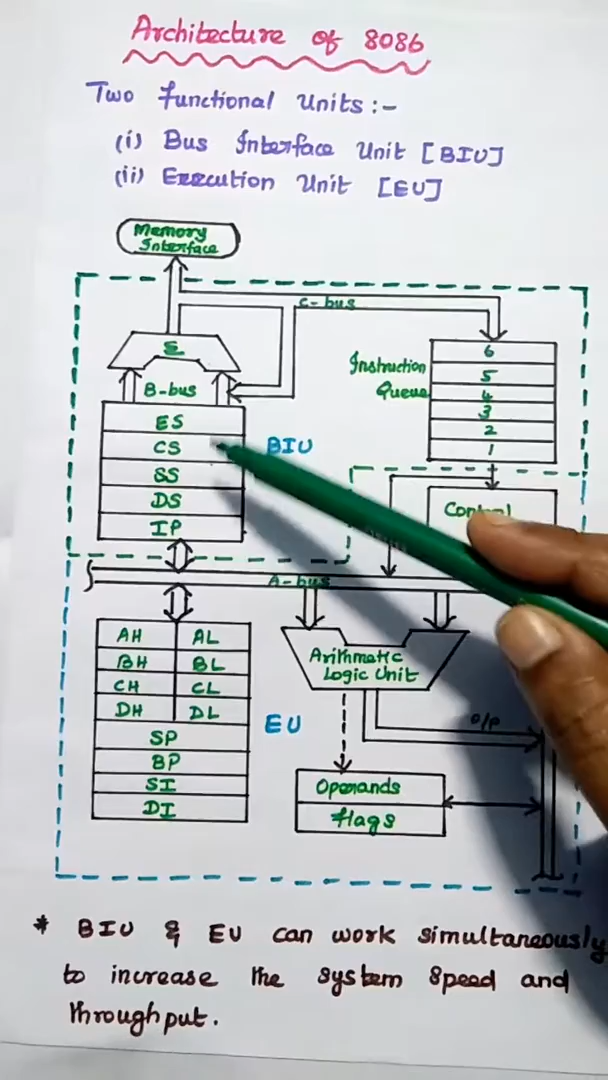 Architecture of 8086
Two Functional Units :-
(i) Bus Interface Unit [BIU]
(ii) Execution Unit [EU]
Memory
Interface
C-bus
Σ
B-bus
Instruction
Queue
6
5
4
3
2
1
ES
CS
SS
DS
IP
BIU
A-bus
AH AL
BH BL
CH CL
DH DL
SP
BP
SI
DI
EU
Arithmatic
Logic Unit
O/P
Operands
flags
* BIU & EU can work simultaneously
to increase the system speed and
throughput.